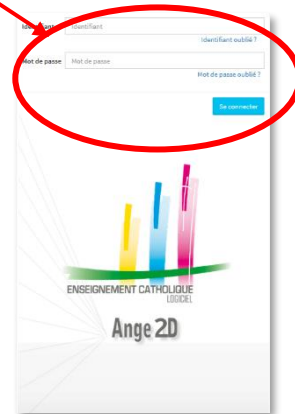 Identifiant Identifiant
Identifiant oublié ?
Mot de passe Mot de passe
Mot de passe oublié ?
Se connecter
ENSEIGNEMENT CATHOLIQUE
LOGICIEL
Ange 2D